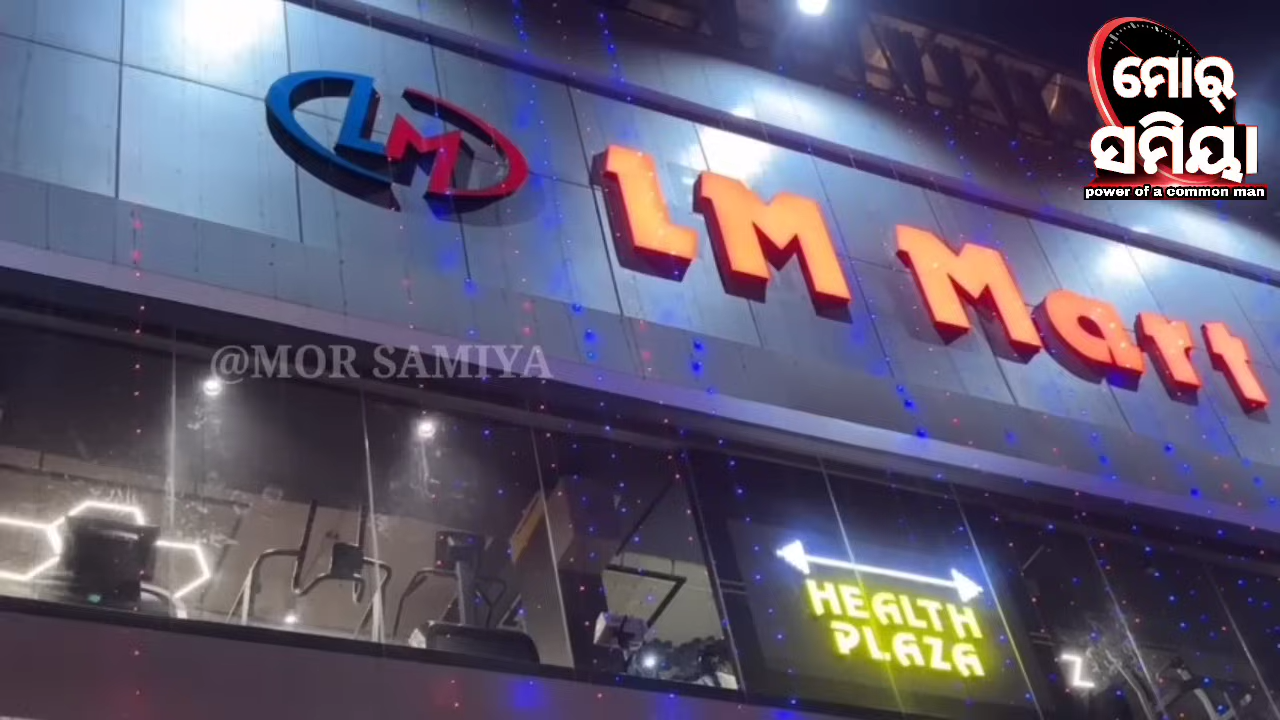 ମୋର୍
ସମିୟା
power of a common man
LM
LM Mart
@MOR SAMIYA
HEALTH
PLAZA